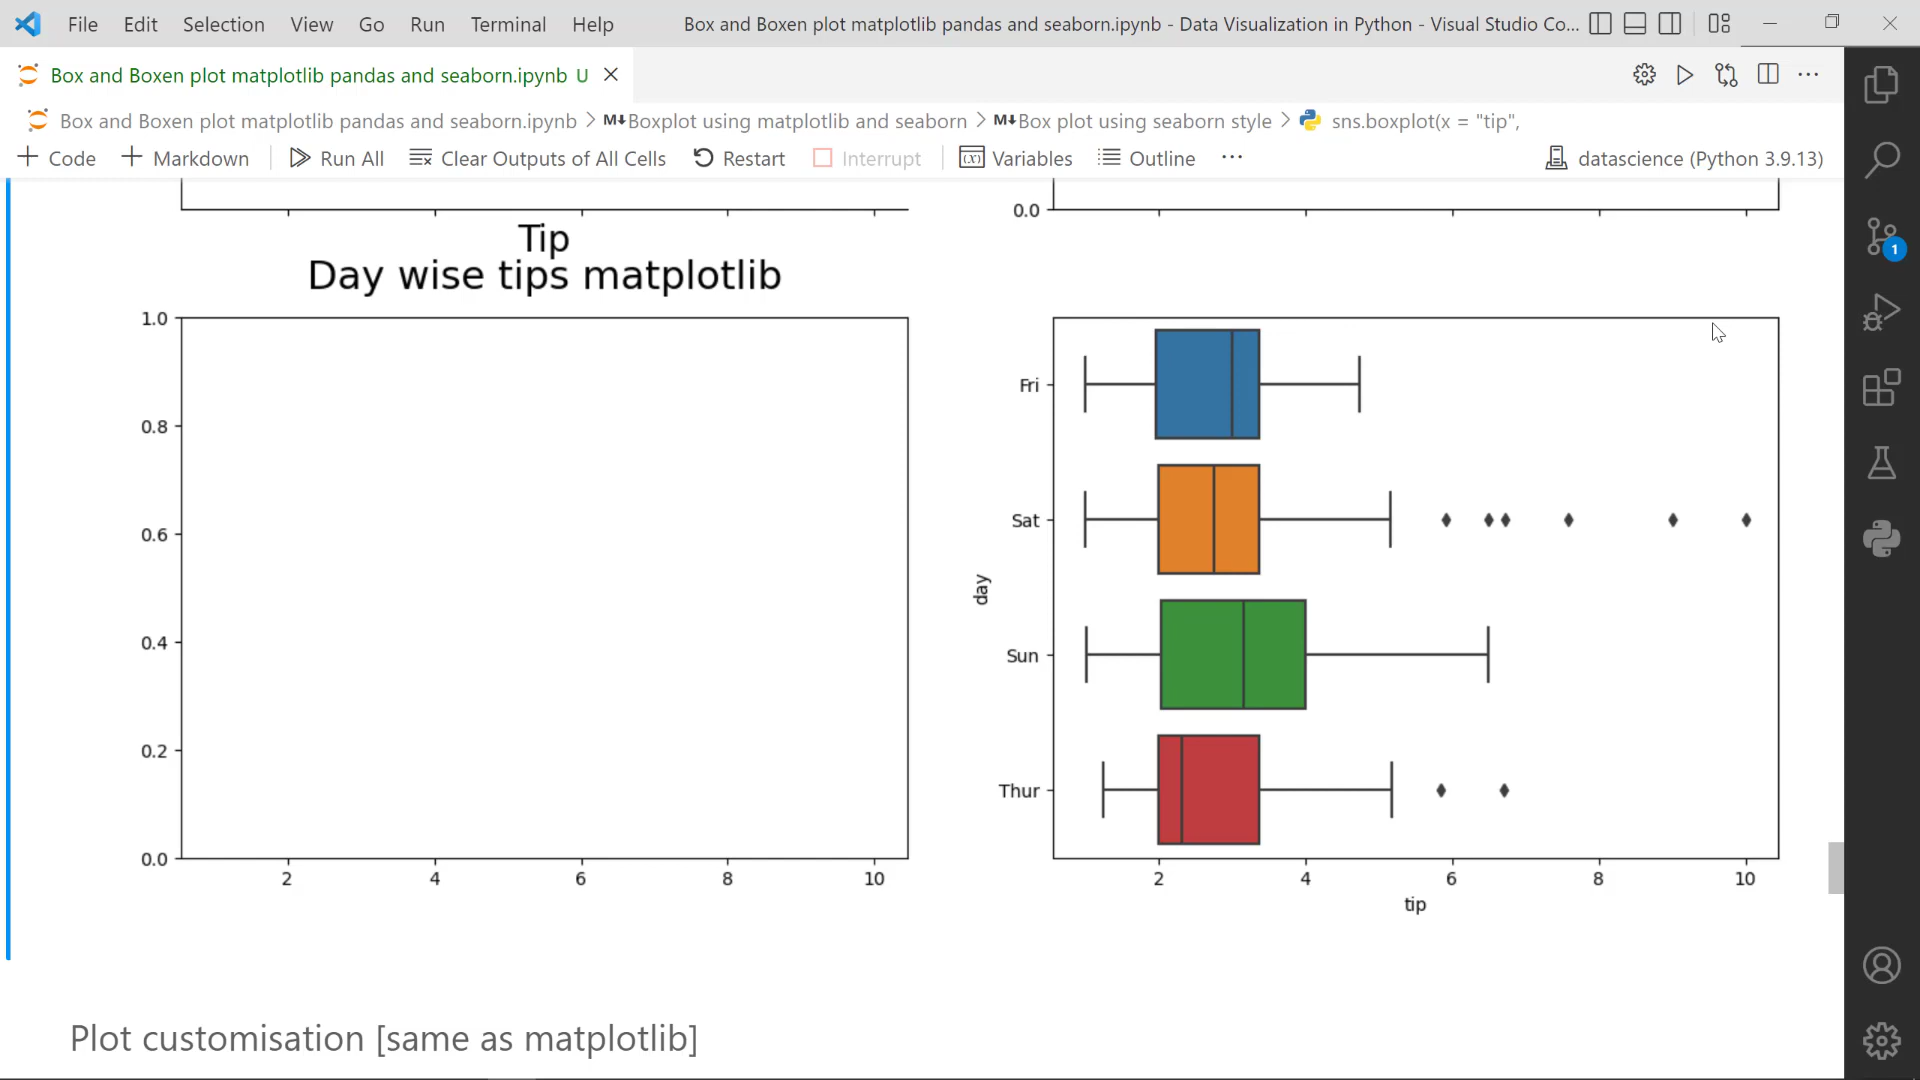 File Edit Selection View Go Run Terminal Help Box and Boxen plot matplotlib pandas and seaborn.ipynb - Data Visualization in Python - Visual Studio Co...
Box and Boxen plot matplotlib pandas and seaborn.ipynb U
Box and Boxen plot matplotlib pandas and seaborn.ipynb > M↓Boxplot using matplotlib and seaborn > M↓Box plot using seaborn style > sns.boxplot(x = "tip",
+ Code + Markdown Run All Clear Outputs of All Cells Restart Interrupt (x) Variables Outline ... datascience (Python 3.9.13)
1
0.0
Tip
Day wise tips matplotlib
1.0
0.8
0.6
0.4
0.2
0.0
2 4 6 8 10
Fri
Sat
day
Sun
Thur
2 4 6 8 10
tip
Plot customisation [same as matplotlib]